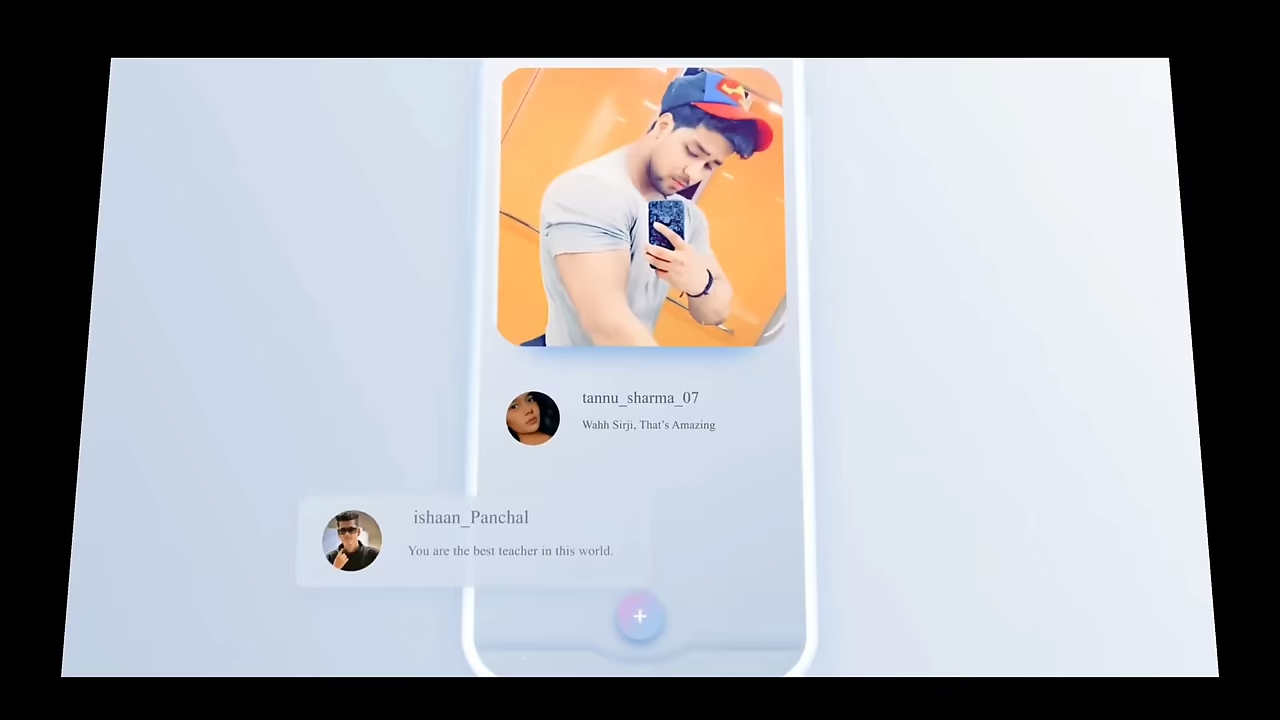 tannu_sharma_07
Wahh Sirji, That's Amazing
ishaan_Panchal
You are the best teacher in this world.